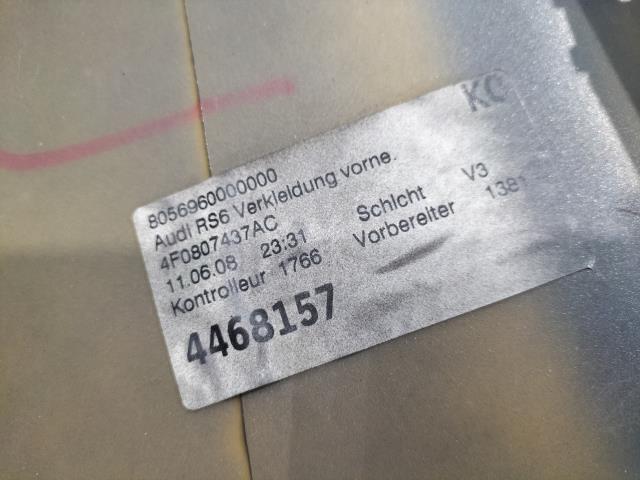 KC
8056960000000
Audi RS6 Verkleidung vorne.
4F0807437AC
11.06.08 23:31 Schicht V3
Kontrolleur 1766 Vorbereiter 1381
4468157